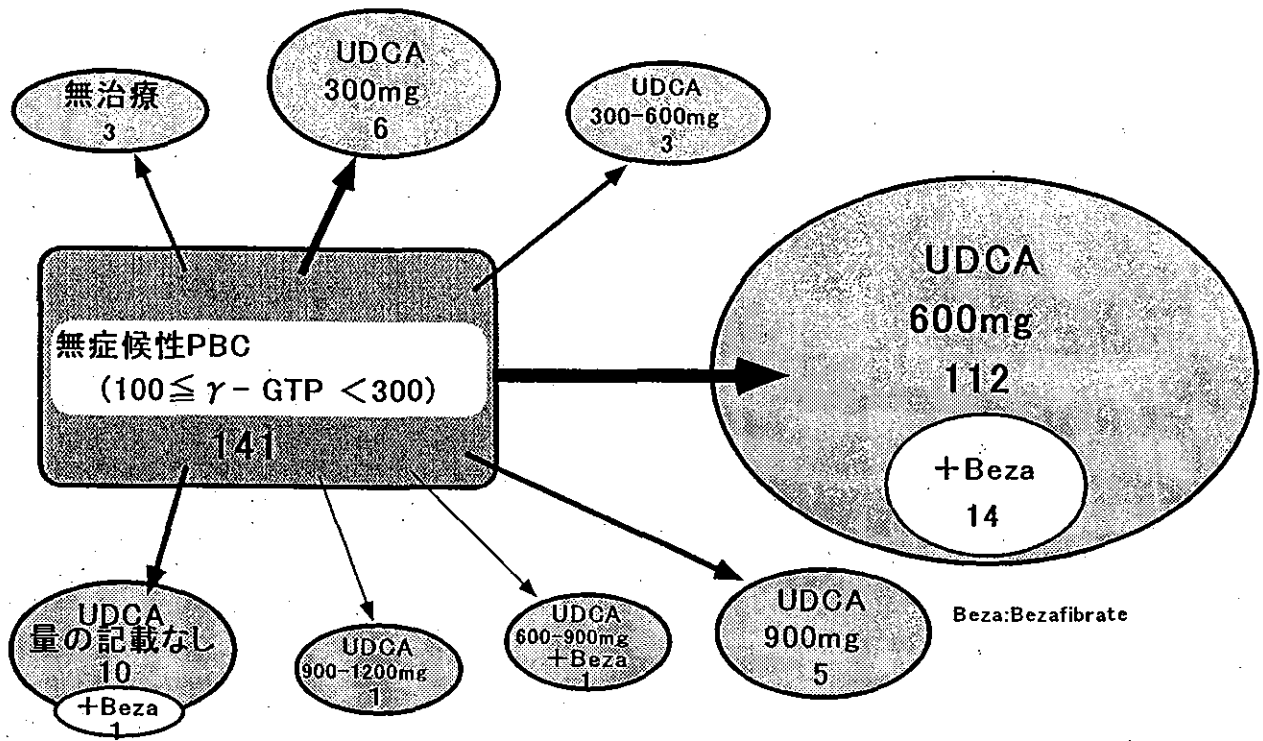 無治療
3
UDCA
300mg
6
UDCA
300-600mg
3
無症候性PBC
(100≦γ- GTP <300)
141
UDCA
600mg
112
+Beza
14
UDCA
量の記載なし
10
+Beza
1
UDCA
900-1200mg
1
UDCA
600-900mg
+Beza
1
UDCA
900mg
5
Beza:Bezafibrate